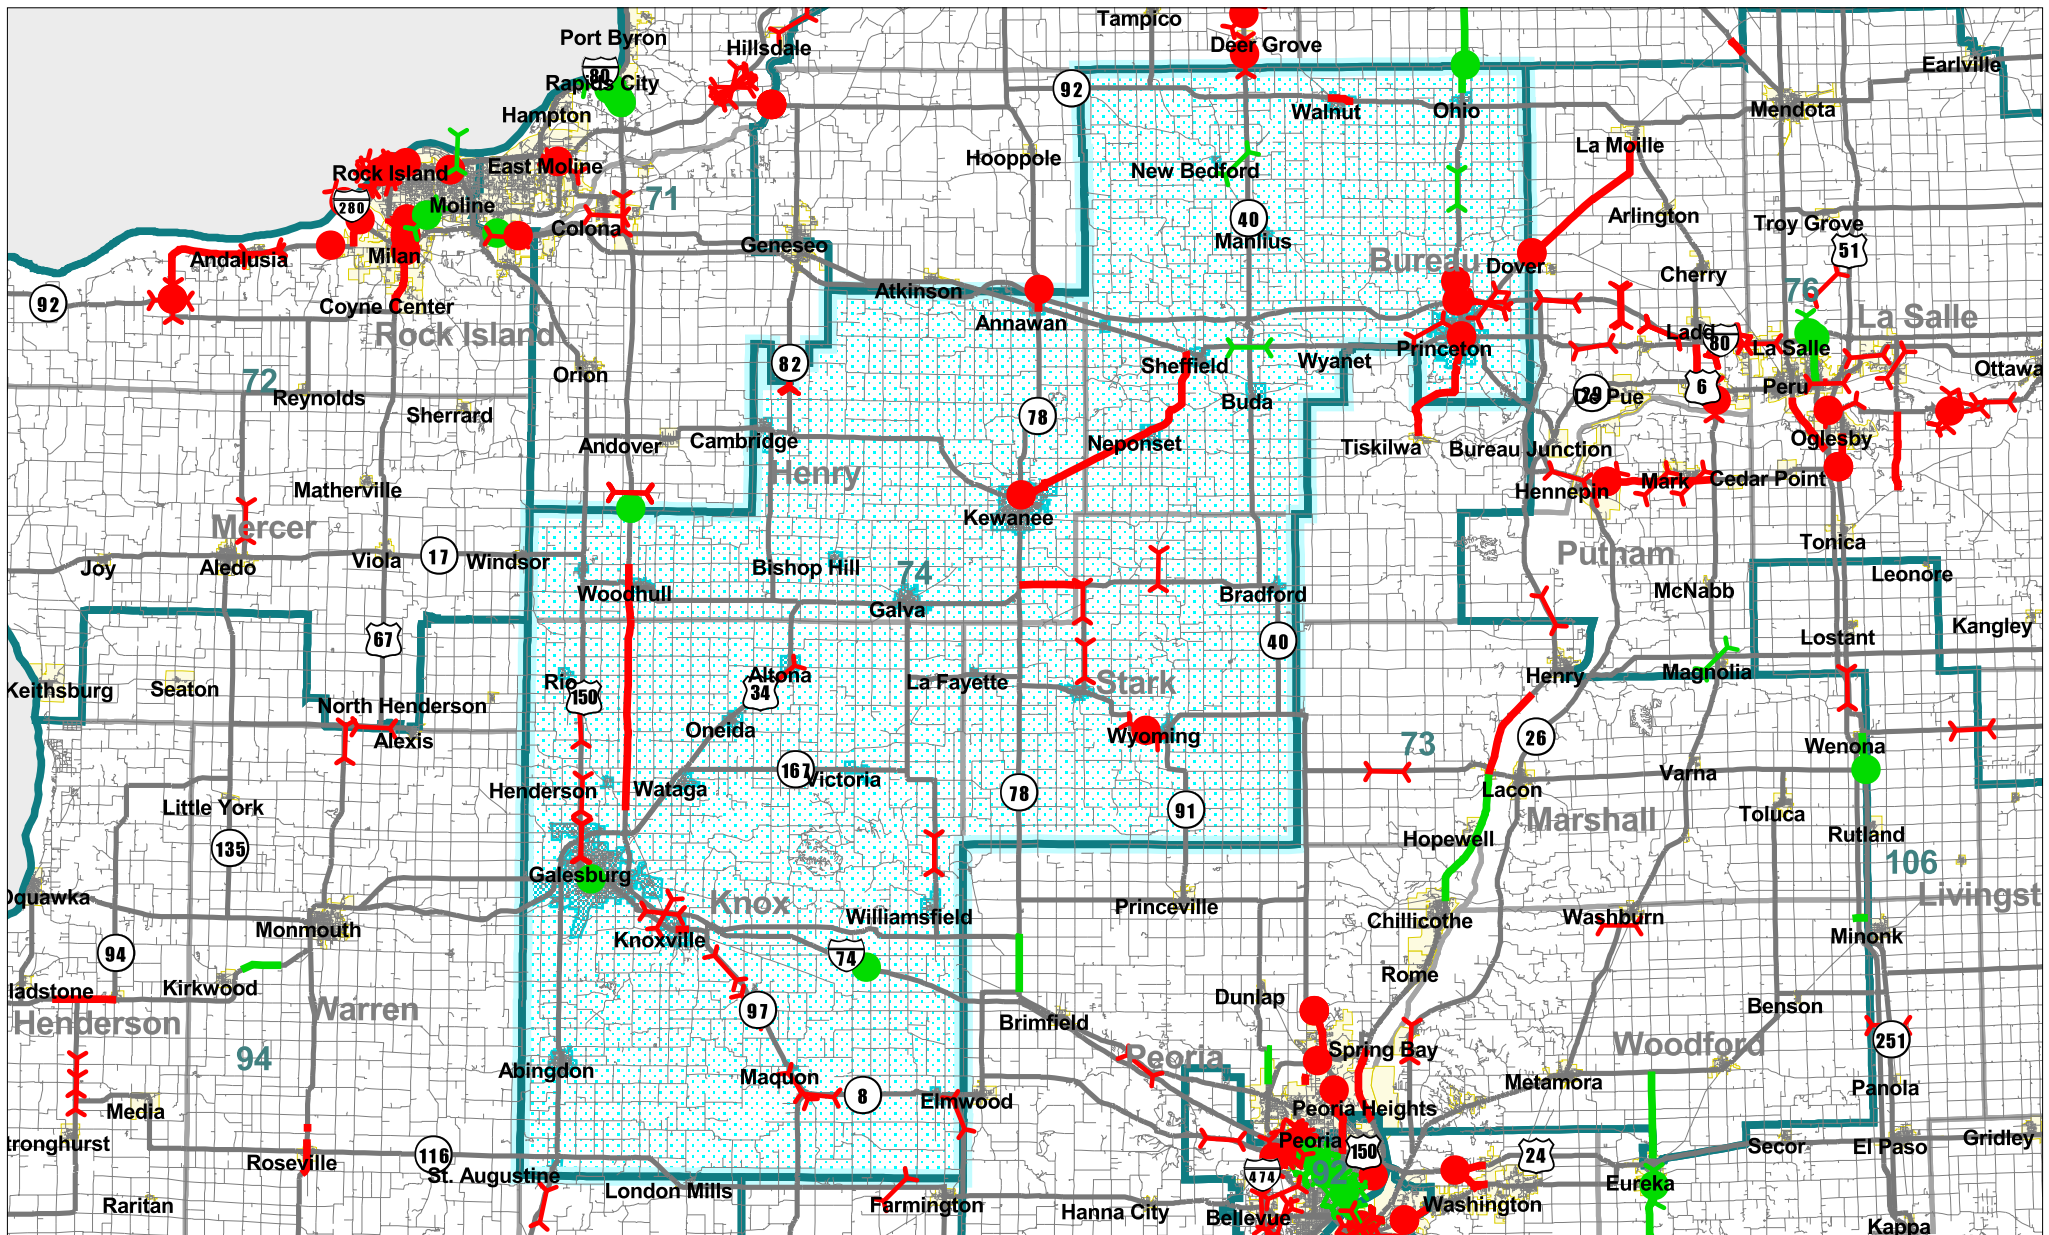 Tampico
Port Byron
Hillsdale
Deer Grove
Earlville
80
Rapids City
92
Walnut
Ohio
Mendota
Hampton
La Moille
Hooppole
East Moline
Rock Island
New Bedford
71
280
Moline
Arlington
40
Troy Grove
Colona
Geneseo
Manlius
51
Milan
Andalusia
Bureau
Dover
Cherry
76
Atkinson
92
Coyne Center
Annawan
La Salle
Rock Island
Ladd
80
La Salle
Princeton
Sheffield
Wyanet
82
Orion
Ottawa
72
Reynolds
6
Peru
29
De Pue
Buda
Sherrard
78
Andover
Cambridge
Neponset
Tiskilwa
Bureau Junction
Oglesby
Henry
Matherville
Hennepin
Mark
Cedar Point
Kewanee
Mercer
Tonica
17
Viola
Windsor
Joy
Aledo
Bishop Hill
74
Putnam
Leonore
Woodhull
Galva
Bradford
McNabb
67
40
Lostant
Kangley
Keithsburg
Seaton
Rio
Altona
La Fayette
Stark
Henry
Magnolia
150
34
North Henderson
Oneida
Alexis
Wyoming
73
26
Wenona
167
Victoria
Varna
Henderson
Wataga
78
91
Lacon
Little York
Toluca
Hopewell
Marshall
Rutland
135
106
Galesburg
Livingst
oquawka
Knox
Williamsfield
Princeville
Chillicothe
Washburn
Monmouth
Knoxville
Minonk
94
74
Rome
Kirkwood
ladstone
Dunlap
Benson
97
Henderson
Warren
Brimfield
251
94
Peoria
Spring Bay
Woodford
Abingdon
Maquon
Metamora
Panola
8
Elmwood
Media
Peoria Heights
tronghurst
Peoria
150
Gridley
116
24
Secor
El Paso
Roseville
St. Augustine
474
92
Eureka
London Mills
Raritan
Farmington
Hanna City
Bellevue
Washington
Kappa